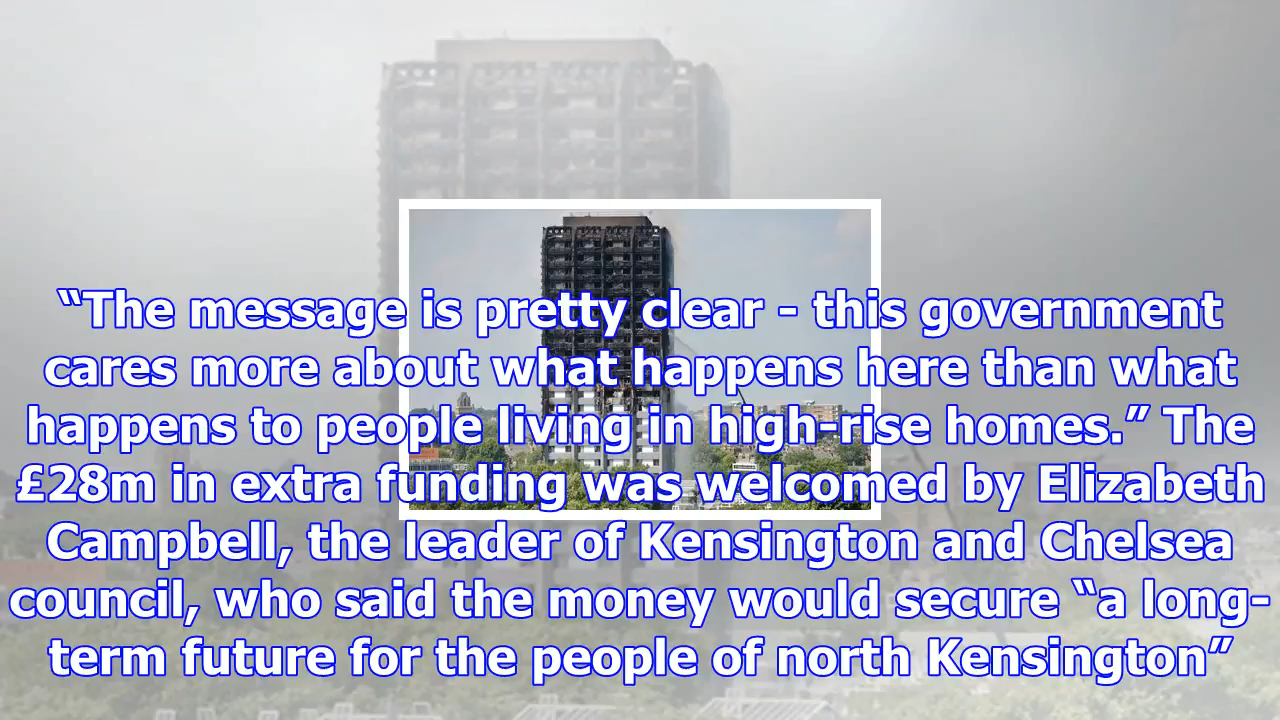 “The message is pretty clear - this government
cares more about what happens here than what
happens to people living in high-rise homes.” The
£28m in extra funding was welcomed by Elizabeth
Campbell, the leader of Kensington and Chelsea
council, who said the money would secure “a long-
term future for the people of north Kensington”